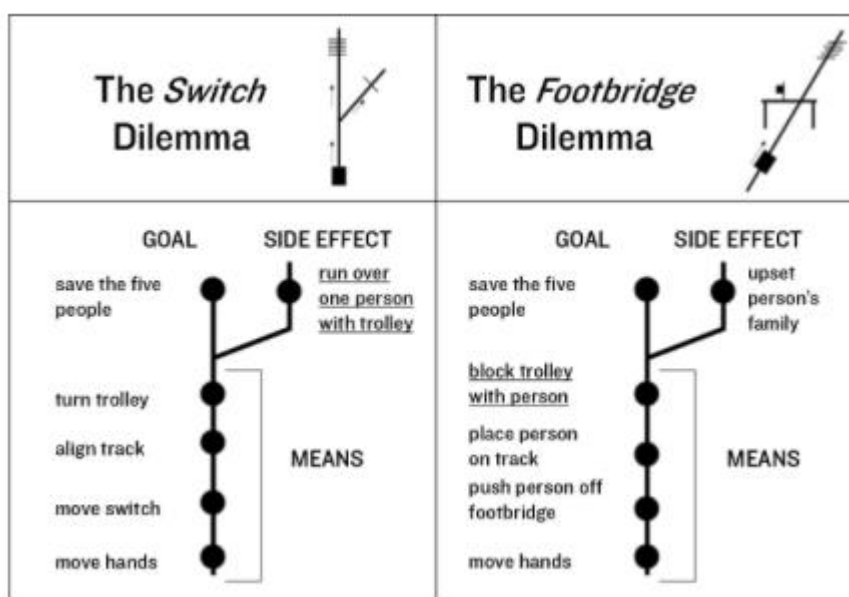 The Switch
Dilemma
The Footbridge
Dilemma
GOAL
SIDE EFFECT
save the five
people
run over
one person
with trolley
turn trolley
align track
move switch
move hands
MEANS
GOAL
SIDE EFFECT
save the five
people
upset
person's
family
block trolley
with person
place person
on track
push person off
footbridge
move hands
MEANS